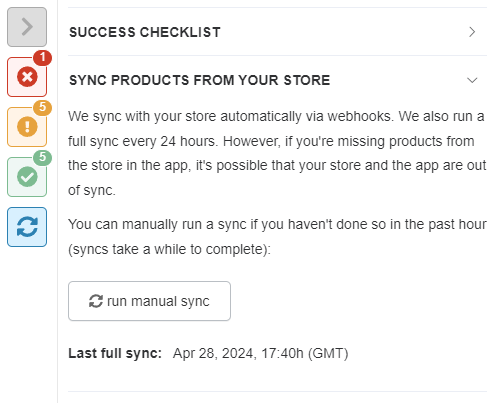 SUCCESS CHECKLIST
1
SYNC PRODUCTS FROM YOUR STORE
5
We sync with your store automatically via webhooks. We also run a
full sync every 24 hours. However, if you're missing products from
5
the store in the app, it's possible that your store and the app are out
of sync.
You can manually run a sync if you haven't done so in the past hour
(syncs take a while to complete):
run manual sync
Last full sync: Apr 28, 2024, 17:40h (GMT)